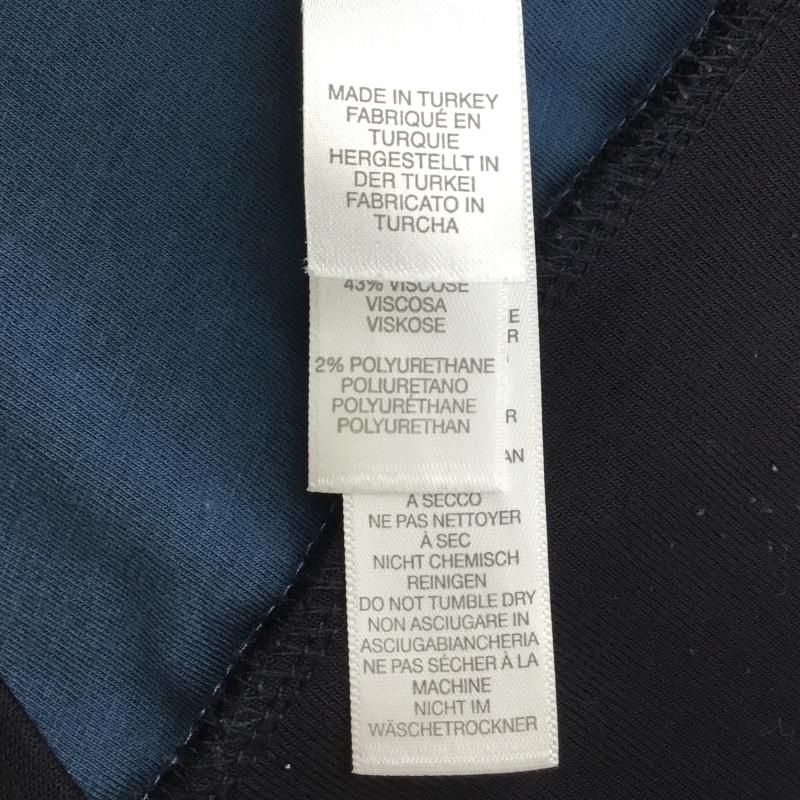 MADE IN TURKEY
FABRIQUÉ EN
TURQUIE
HERGESTELLT IN
DER TURKEI
FABRICATO IN
TURCHA
43% VISCOSE
VISCOSA
VISKOSE
2% POLYURETHANE
POLIURETANO
POLYURÉTHANE
POLYURETHAN
E
R
R
AN
A SECCO
NE PAS NETTOYER
À SEC
NICHT CHEMISCH
REINIGEN
DO NOT TUMBLE DRY
NON ASCIUGARE IN
ASCIUGABIANCHERIA
NE PAS SÉCHER À LA
MACHINE
NICHT IM
WÄSCHETROCKNER